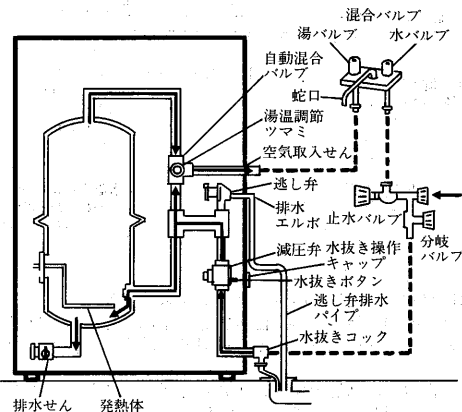 混合バルブ
湯バルブ
水バルブ
自動混合
バルブ
蛇口
湯温調節
ツマミ
空気取入せん
逃し弁
排水
エルボ
止水バルブ
分岐
バルブ
減圧弁
水抜き操作
キャップ
水抜きボタン
逃し弁排水
パイプ
水抜きコック
排水せん
発熱体